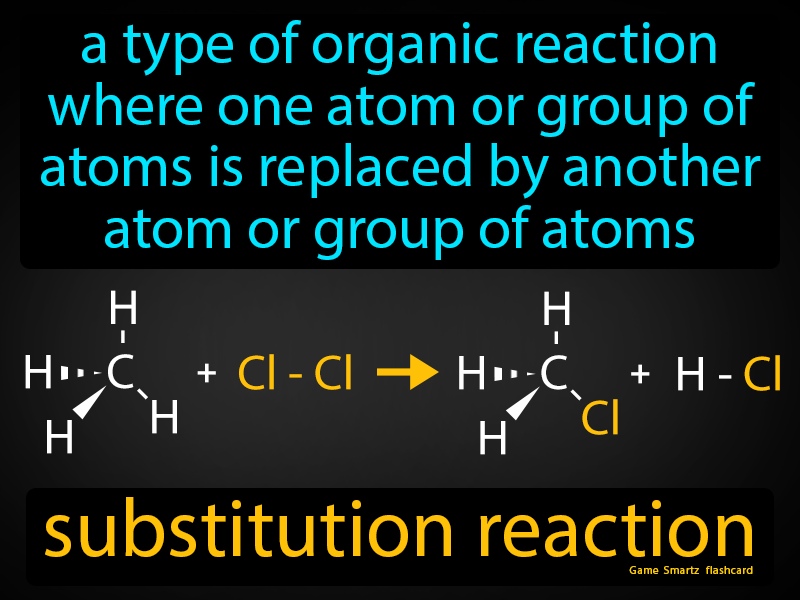 a type of organic reaction
where one atom or group of
atoms is replaced by another
atom or group of atoms
H H
H C + Cl - Cl H C + H - Cl
H Cl
H H
substitution reaction
Game Smartz flashcard